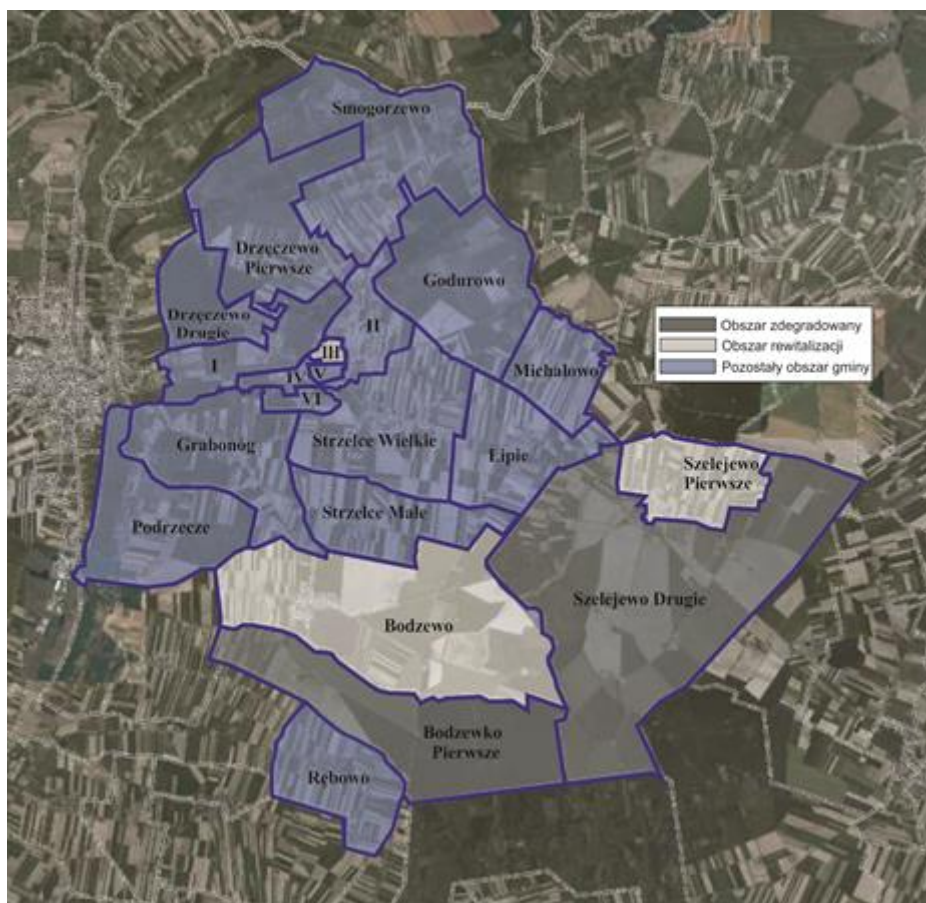 Smogorzewo
Drzęczewo
Pierwsze
Godurowo
Drzęczewo
Drugie
II
I
III
Michałowo
IV
V
VI
Grabonóg
Strzelce Wielkie
Łipie
Szelejewo
Pierwsze
Podrzecze
Strzelce Małe
Szelejewo Drugie
Bodzewo
Bodzewko
Pierwsze
Rębowo
Obszar zdegradowany
Obszar rewitalizacji
Pozostały obszar gminy